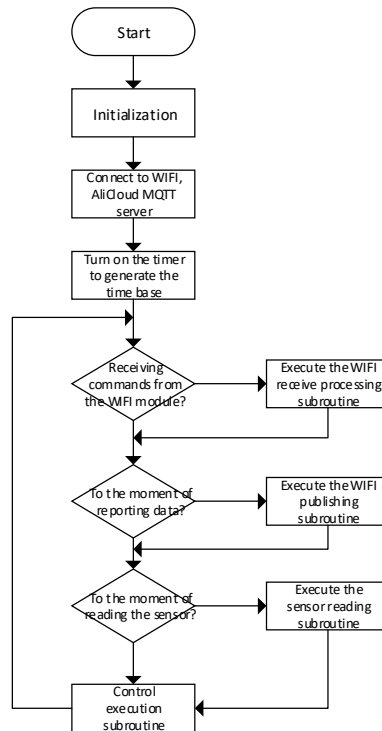 Start
Initialization
Connect to WIFI,
AliCloud MQTT
server
Turn on the timer
to generate the
time base
Receiving
commands from
the WIFI module?
Execute the WIFI
receive processing
subroutine
To the moment of
reporting data?
Execute the WIFI
publishing
subroutine
To the moment of
reading the sensor?
Execute the
sensor reading
subroutine
Control
execution
subroutine